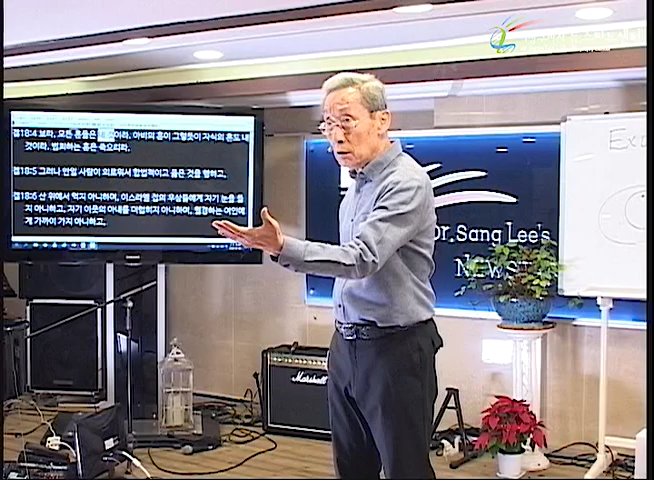 겔18:4 보라, 모든 혼들은 내 것이라. 아비의 혼이 그렇듯이 자식의 혼도 내
것이라. 범죄하는 혼은 죽으리라.
겔18:5 그러나 만일 사람이 의로워서 합법적이고 옳은 것을 행하고,
겔18:6 산 위에서 먹지 아니하며, 이스라엘 집의 우상들에게 자기 눈을 들
지 아니하고, 자기 이웃의 아내를 더럽히지 아니하며, 월경하는 여인에
게 가까이 가지 아니하고,
Dr. Sang Lee's
NEWS
Marshall